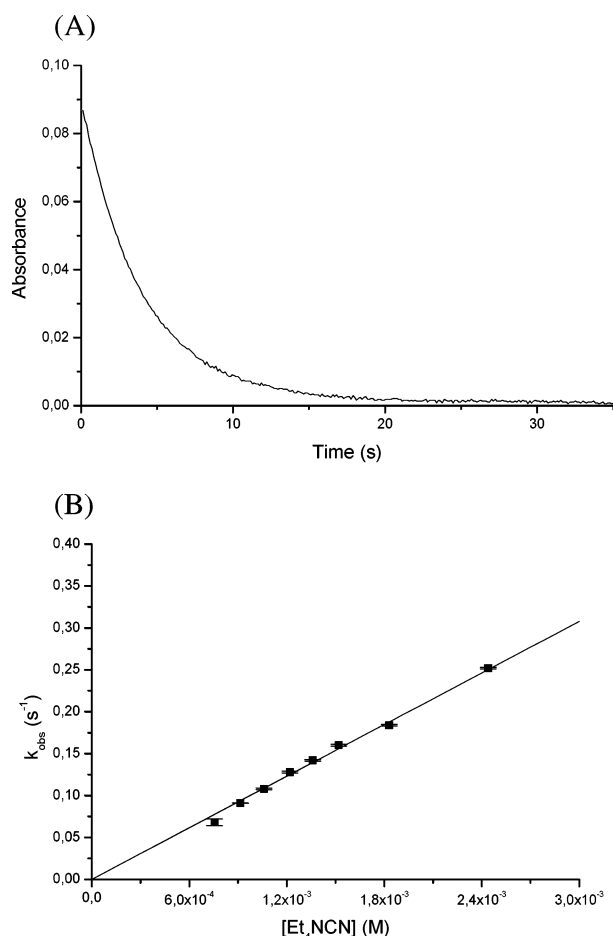 (A)
0,10
0,08
0,06
0,04
0,02
0,00
Absorbance
0
10
20
30
Time (s)
(B)
0,40
0,35
0,30
0,25
0,20
0,15
0,10
0,05
0,00
k_obs (s⁻¹)
0,0
6,0x10⁻⁴
1,2x10⁻³
1,8x10⁻³
2,4x10⁻³
3,0x10⁻³
[Et₄NCN] (M)